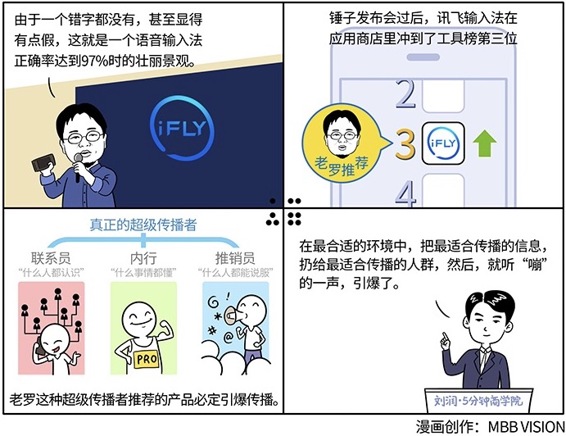 由于一个错字都没有，甚至显得
有点假，这就是一个语音输入法
正确率达到97%时的壮丽景观。
iFLY
锤子发布会过后，讯飞输入法在
应用商店里冲到了工具榜第三位
2
3
iFLY
老罗推荐
4
真正的超级传播者
联系员
“什么人都认识”
内行
“什么事情都懂”
推销员
“什么人都能说服”
PRO
老罗这种超级传播者推荐的产品必定引爆传播。
在最合适的环境中，把最适合传播的信息，
扔给最适合传播的人群，然后，就听“嘣”
的一声，引爆了。
刘润·5分钟商学院
漫画创作：MBB VISION